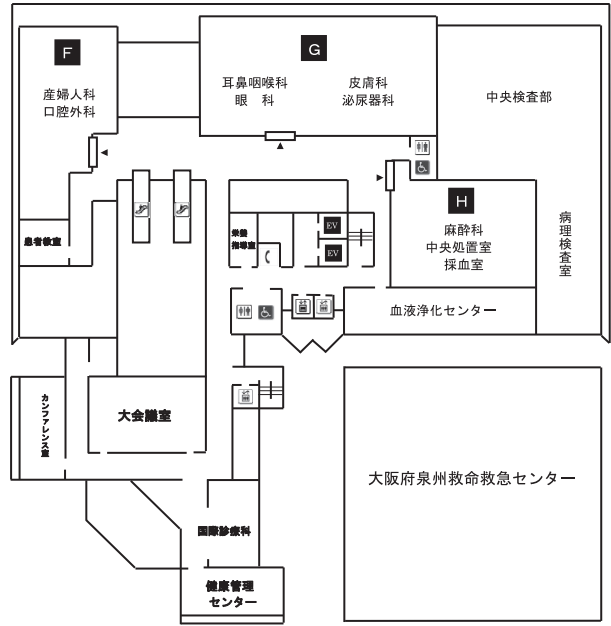 F
産婦人科
口腔外科
G
耳鼻咽喉科
眼 科
皮膚科
泌尿器科
中央検査部
H
麻酔科
中央処置室
採血室
病理検査室
患者教室
栄養
指導室
EV
EV
血液浄化センター
カンファレンス室
大会議室
大阪府泉州救命救急センター
国際診療科
健康管理
センター